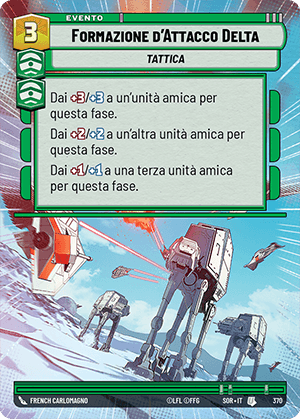 EVENTO
3
FORMAZIONE D'ATTACCO DELTA
TATTICA
Dai 3/3 a un'unità amica per
questa fase.
Dai 2/2 a un'altra unità amica per
questa fase.
Dai 1/1 a una terza unità amica
per questa fase.
FRENCH CARLOMAGNO
©LFL ©FFG
SOR • IT
370